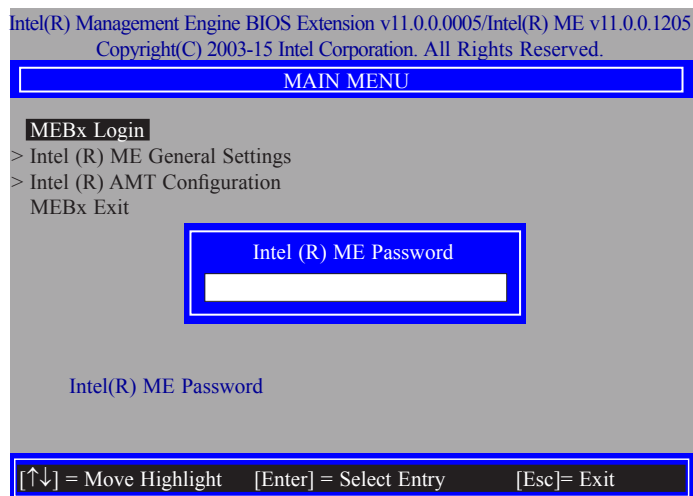 Intel(R) Management Engine BIOS Extension v11.0.0.0005/Intel(R) ME v11.0.0.1205
Copyright(C) 2003-15 Intel Corporation. All Rights Reserved.
MAIN MENU
MEBx Login
> Intel (R) ME General Settings
> Intel (R) AMT Configuration
MEBx Exit
Intel (R) ME Password
Intel(R) ME Password
[↑↓] = Move Highlight [Enter] = Select Entry [Esc]= Exit